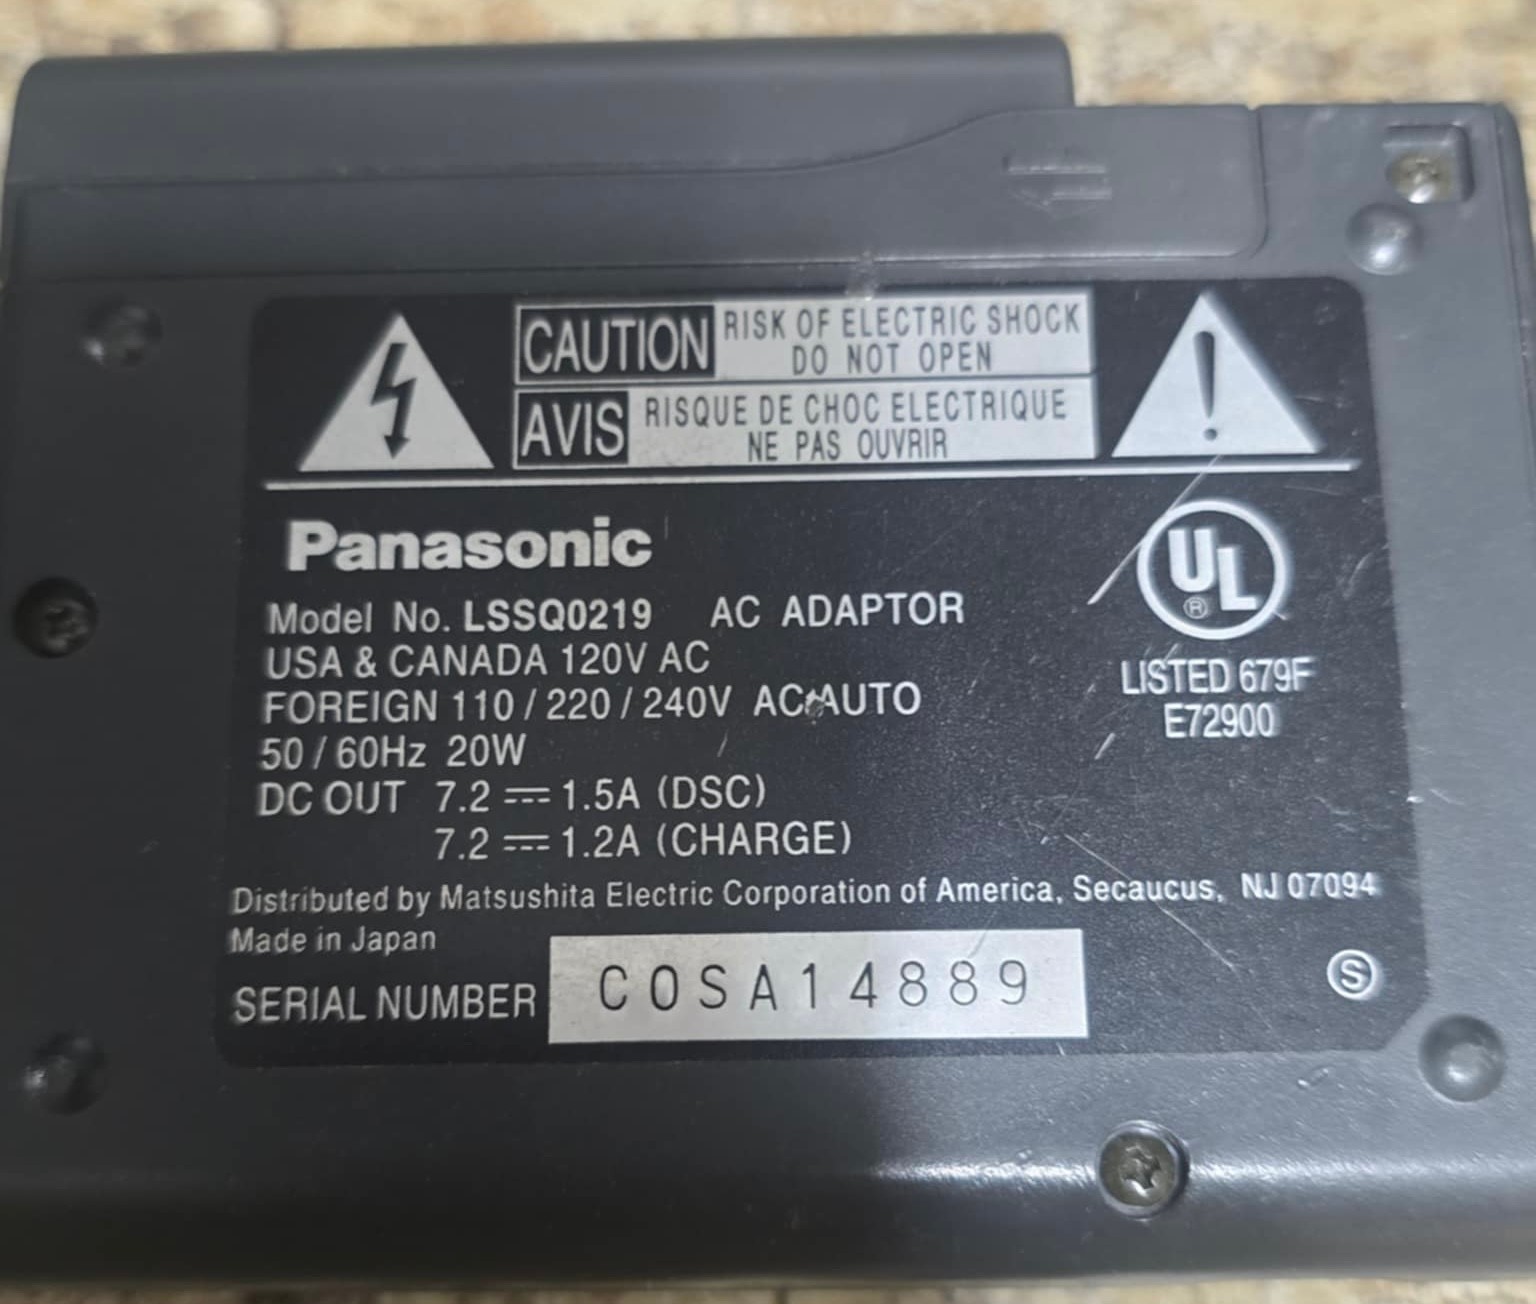 CAUTION RISK OF ELECTRIC SHOCK
DO NOT OPEN
AVIS RISQUE DE CHOC ELECTRIQUE
NE PAS OUVRIR
Panasonic
Model No. LSSQ0219 AC ADAPTOR
USA & CANADA 120V AC
FOREIGN 110 / 220 / 240V AC AUTO
50 / 60Hz 20W
DC OUT 7.2 ⎓ 1.5A (DSC)
7.2 ⎓ 1.2A (CHARGE)
UL ®
LISTED 679F
E72900
Distributed by Matsushita Electric Corporation of America, Secaucus, NJ 07094
Made in Japan
SERIAL NUMBER C0SA14889
S